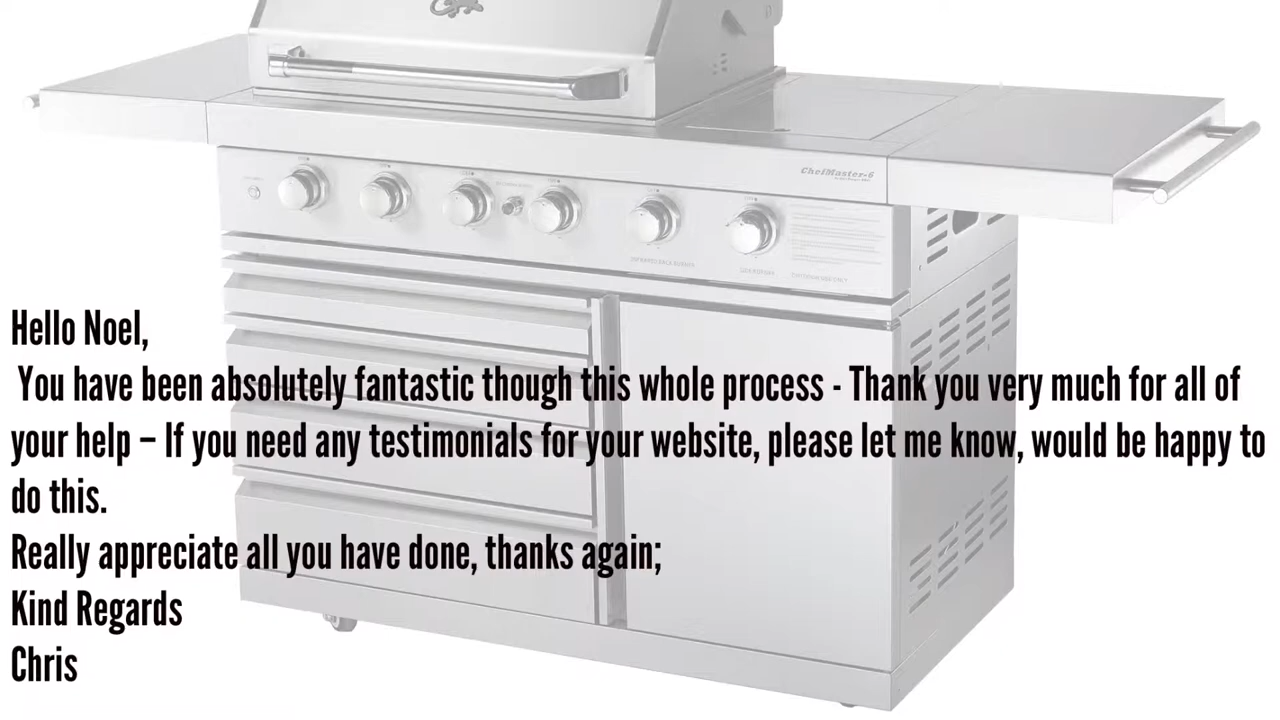 ChefMaster-6
Hello Noel,
You have been absolutely fantastic though this whole process - Thank you very much for all of
your help – If you need any testimonials for your website, please let me know, would be happy to
do this.
Really appreciate all you have done, thanks again;
Kind Regards
Chris